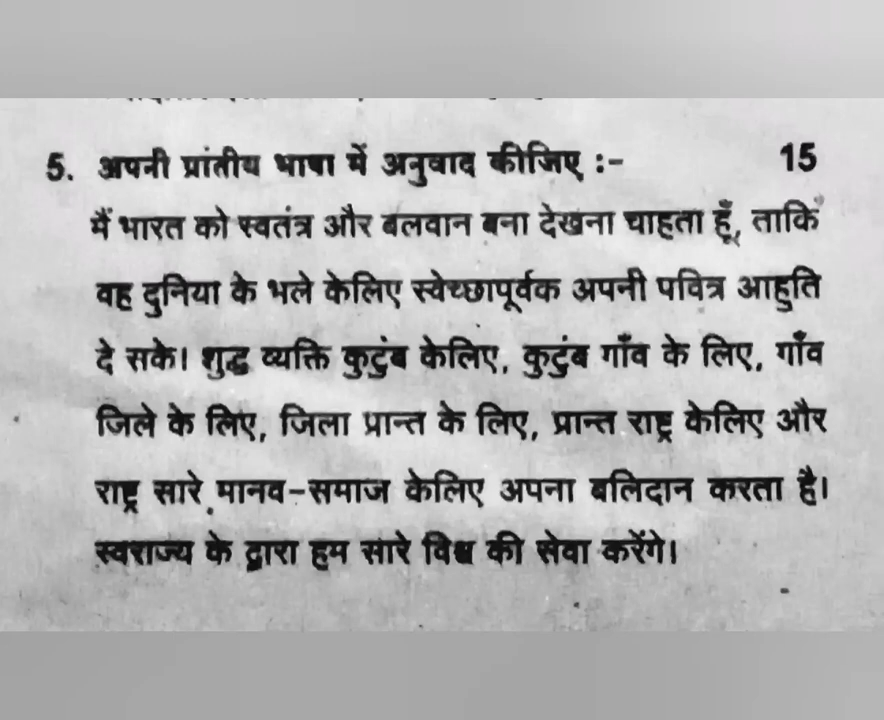 5. अपनी प्रांतीय भाषा में अनुवाद कीजिए :- 15
मैं भारत को स्वतंत्र और बलवान बना देखना चाहता हूँ, ताकि
वह दुनिया के भले केलिए स्वेच्छापूर्वक अपनी पवित्र आहुति
दे सके। शुद्ध व्यक्ति कुटुंब केलिए, कुटुंब गाँव के लिए, गाँव
जिले के लिए, जिला प्रान्त के लिए, प्रान्त राष्ट्र केलिए और
राष्ट्र सारे मानव-समाज केलिए अपना बलिदान करता है।
स्वराज्य के द्वारा हम सारे विश्व की सेवा करेंगे।